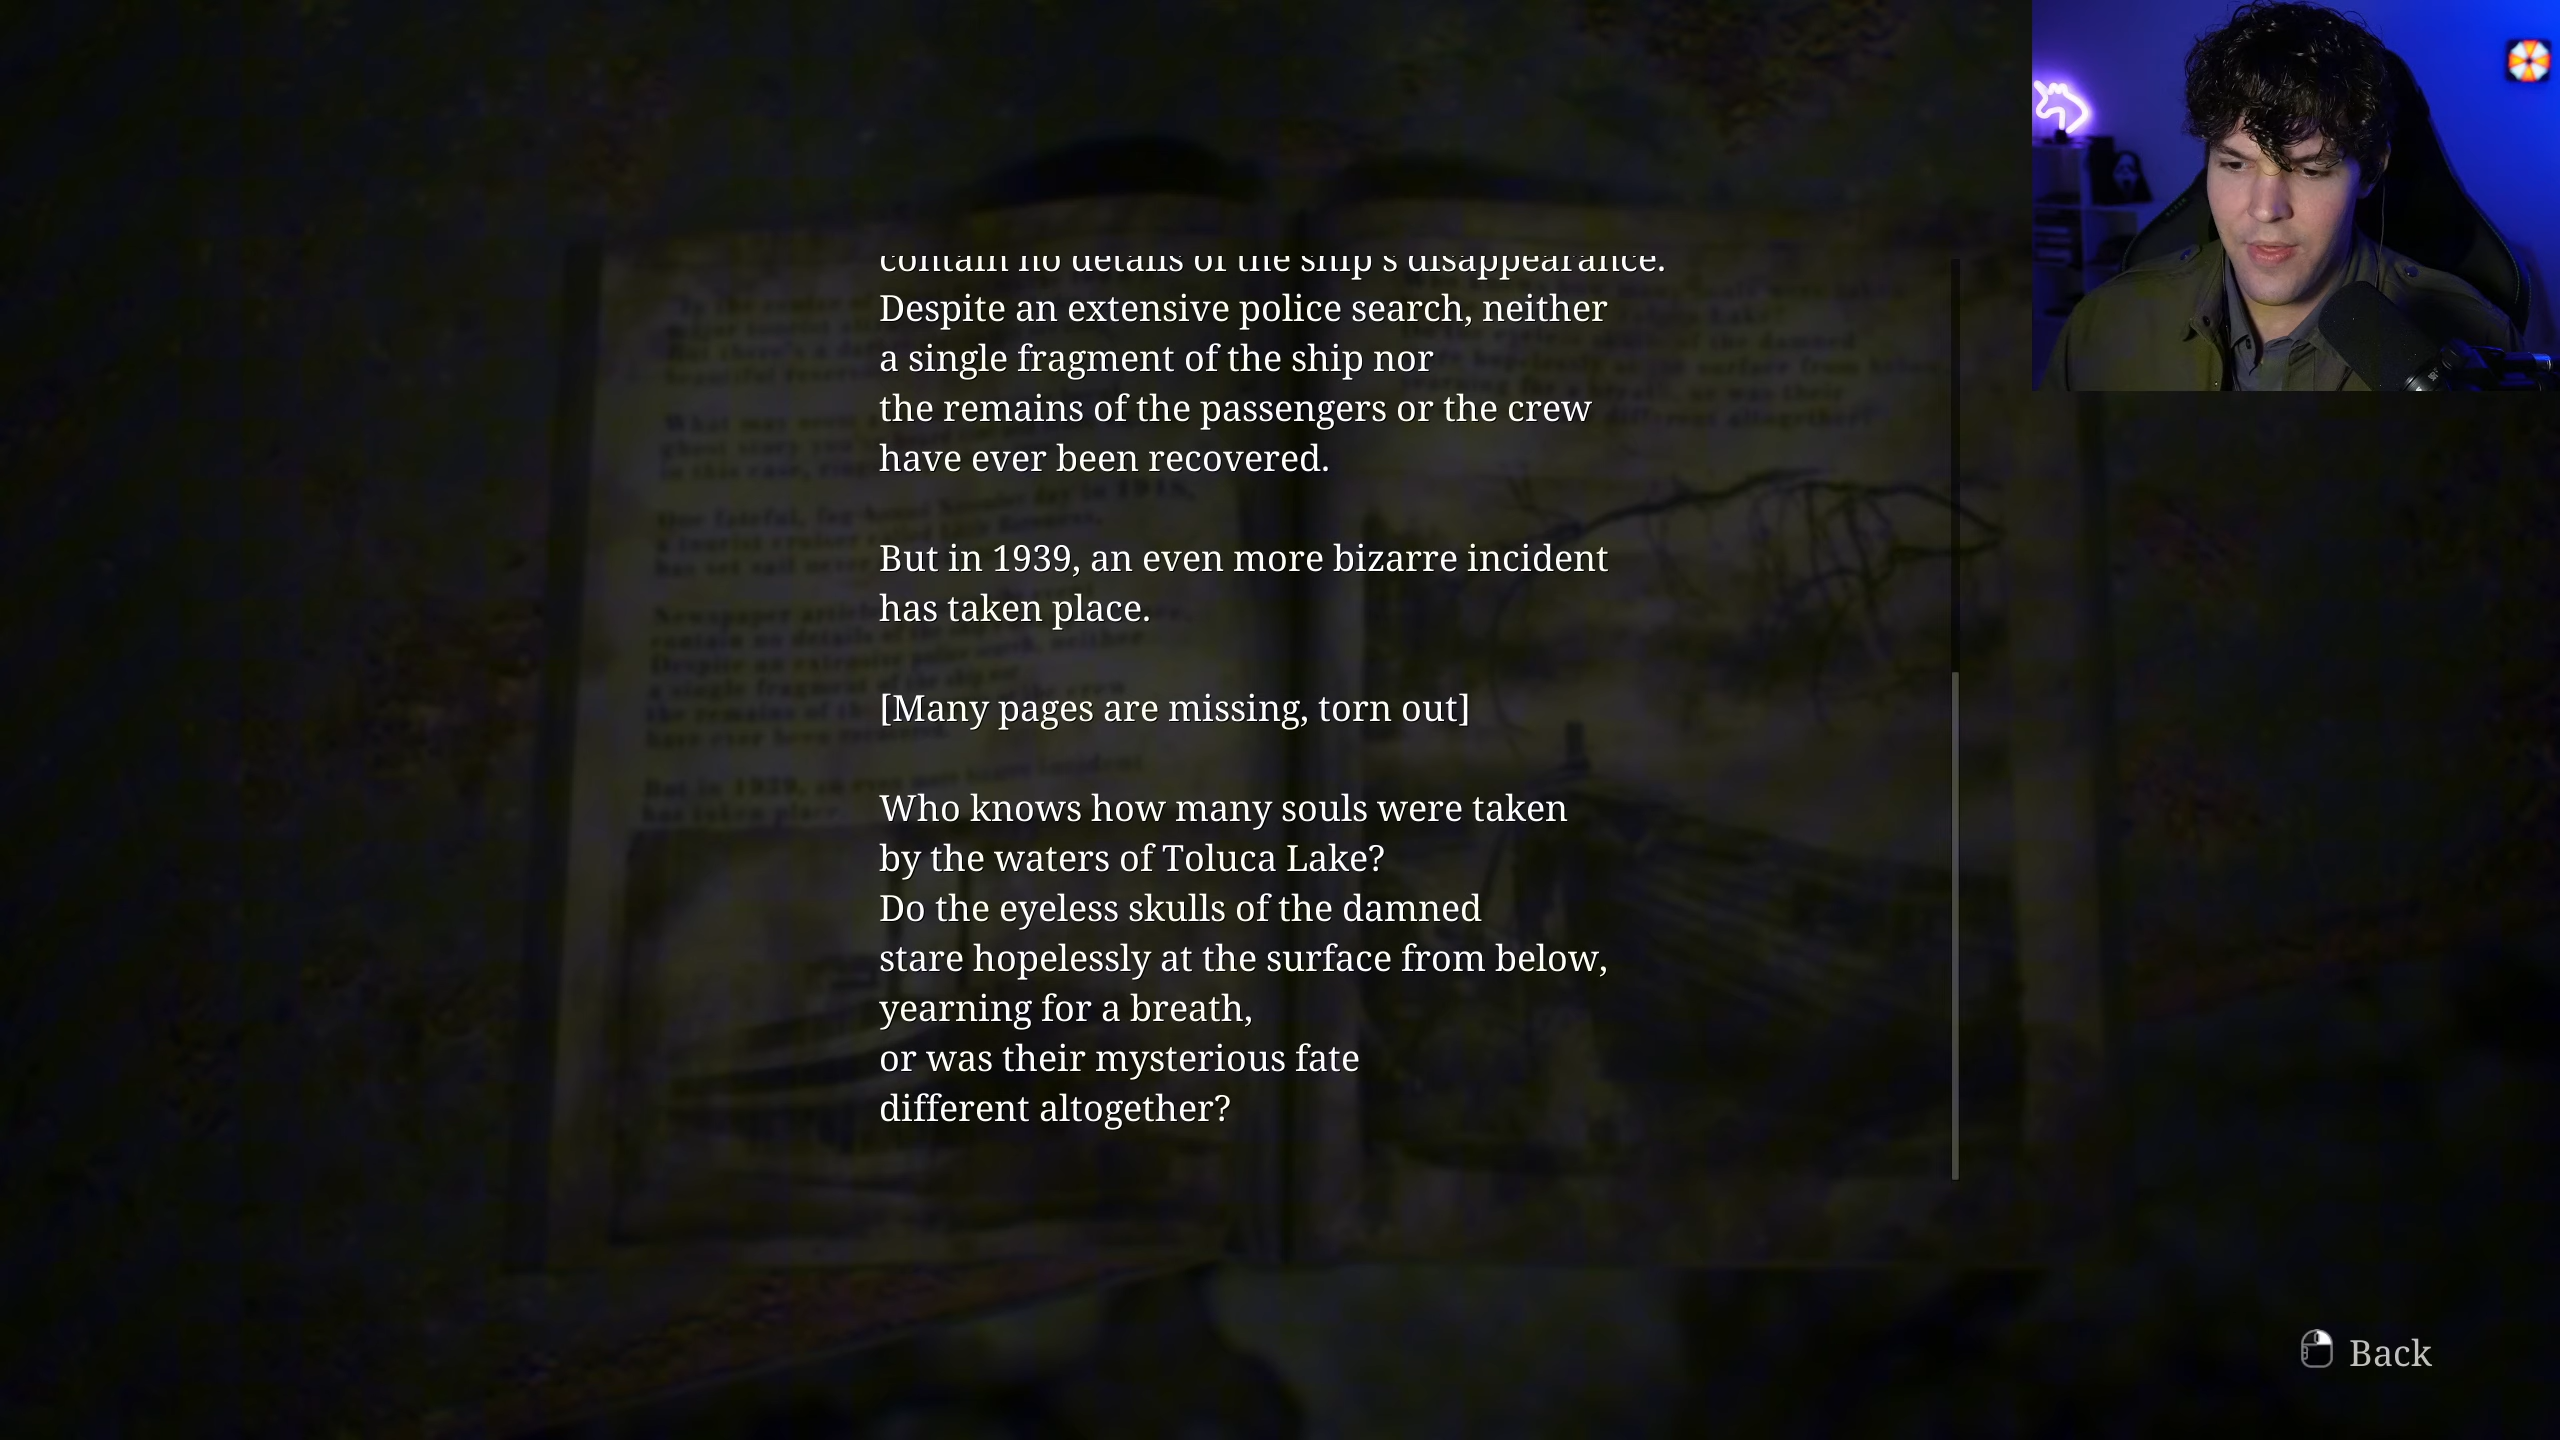 contain no details of the ship's disappearance.
Despite an extensive police search, neither
a single fragment of the ship nor
the remains of the passengers or the crew
have ever been recovered.
But in 1939, an even more bizarre incident
has taken place.
[Many pages are missing, torn out]
Who knows how many souls were taken
by the waters of Toluca Lake?
Do the eyeless skulls of the damned
stare hopelessly at the surface from below,
yearning for a breath,
or was their mysterious fate
different altogether?
Back